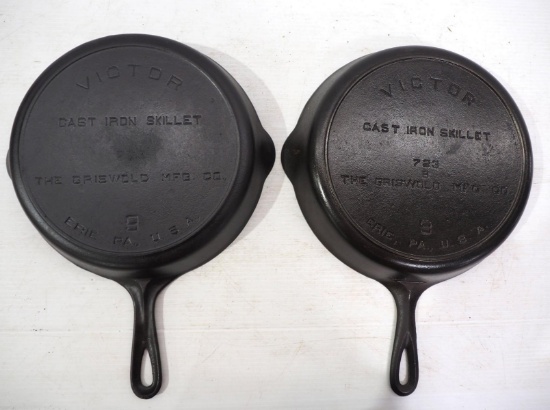 VICTOR
CAST IRON SKILLET
THE GRISWOLD MFG. CO.
ERIE, PA., U.S.A.
9
VICTOR
CAST IRON SKILLET
723
B
THE GRISWOLD MFG. CO.
ERIE, PA., U.S.A.
8